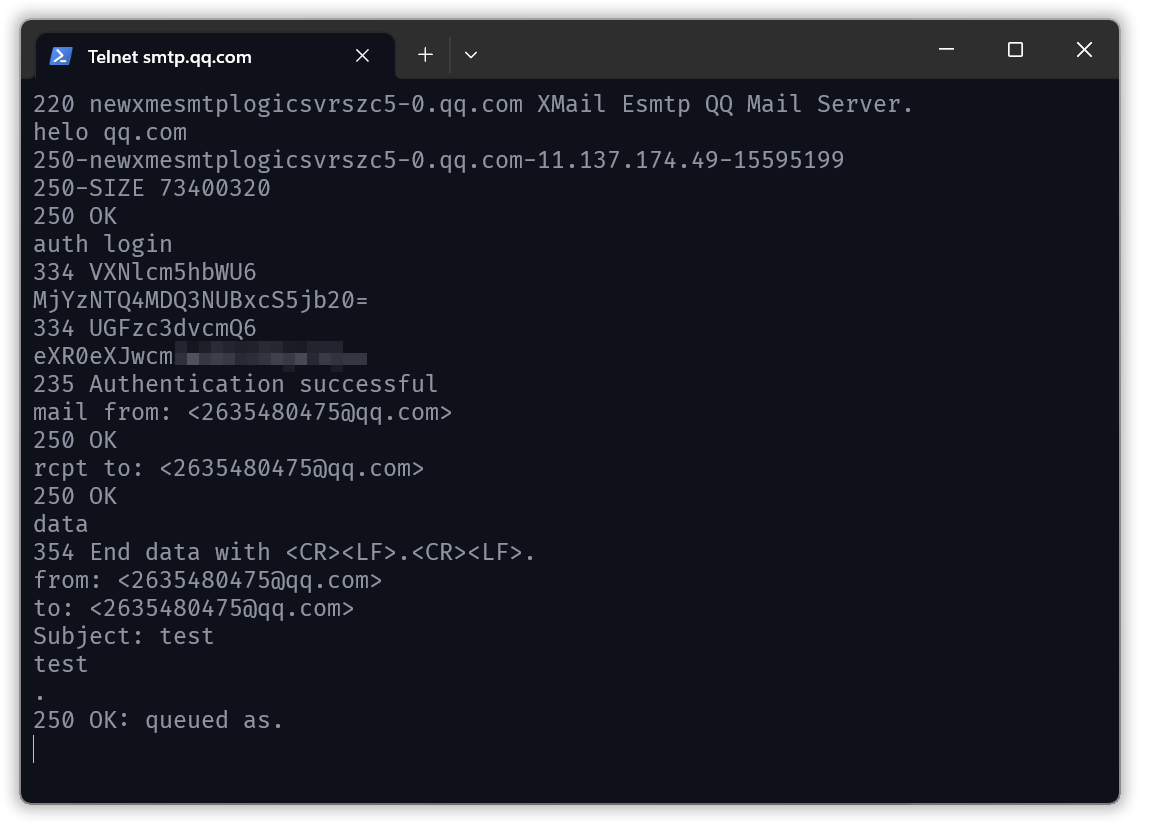 Telnet smtp.qq.com
220 newxmesmtplogicsvrszc5-0.qq.com XMail Esmtp QQ Mail Server.
helo qq.com
250-newxmesmtplogicsvrszc5-0.qq.com-11.137.174.49-15595199
250-SIZE 73400320
250 OK
auth login
334 VXNlcm5hbWU6
MjYzNTQ4MDQ3NUBxcS5jb20=
334 UGFzc3dvcmQ6
eXR0eXJwcm
235 Authentication successful
mail from: <2635480475@qq.com>
250 OK
rcpt to: <2635480475@qq.com>
250 OK
data
354 End data with <CR><LF>.<CR><LF>.
from: <2635480475@qq.com>
to: <2635480475@qq.com>
Subject: test
test
.
250 OK: queued as.